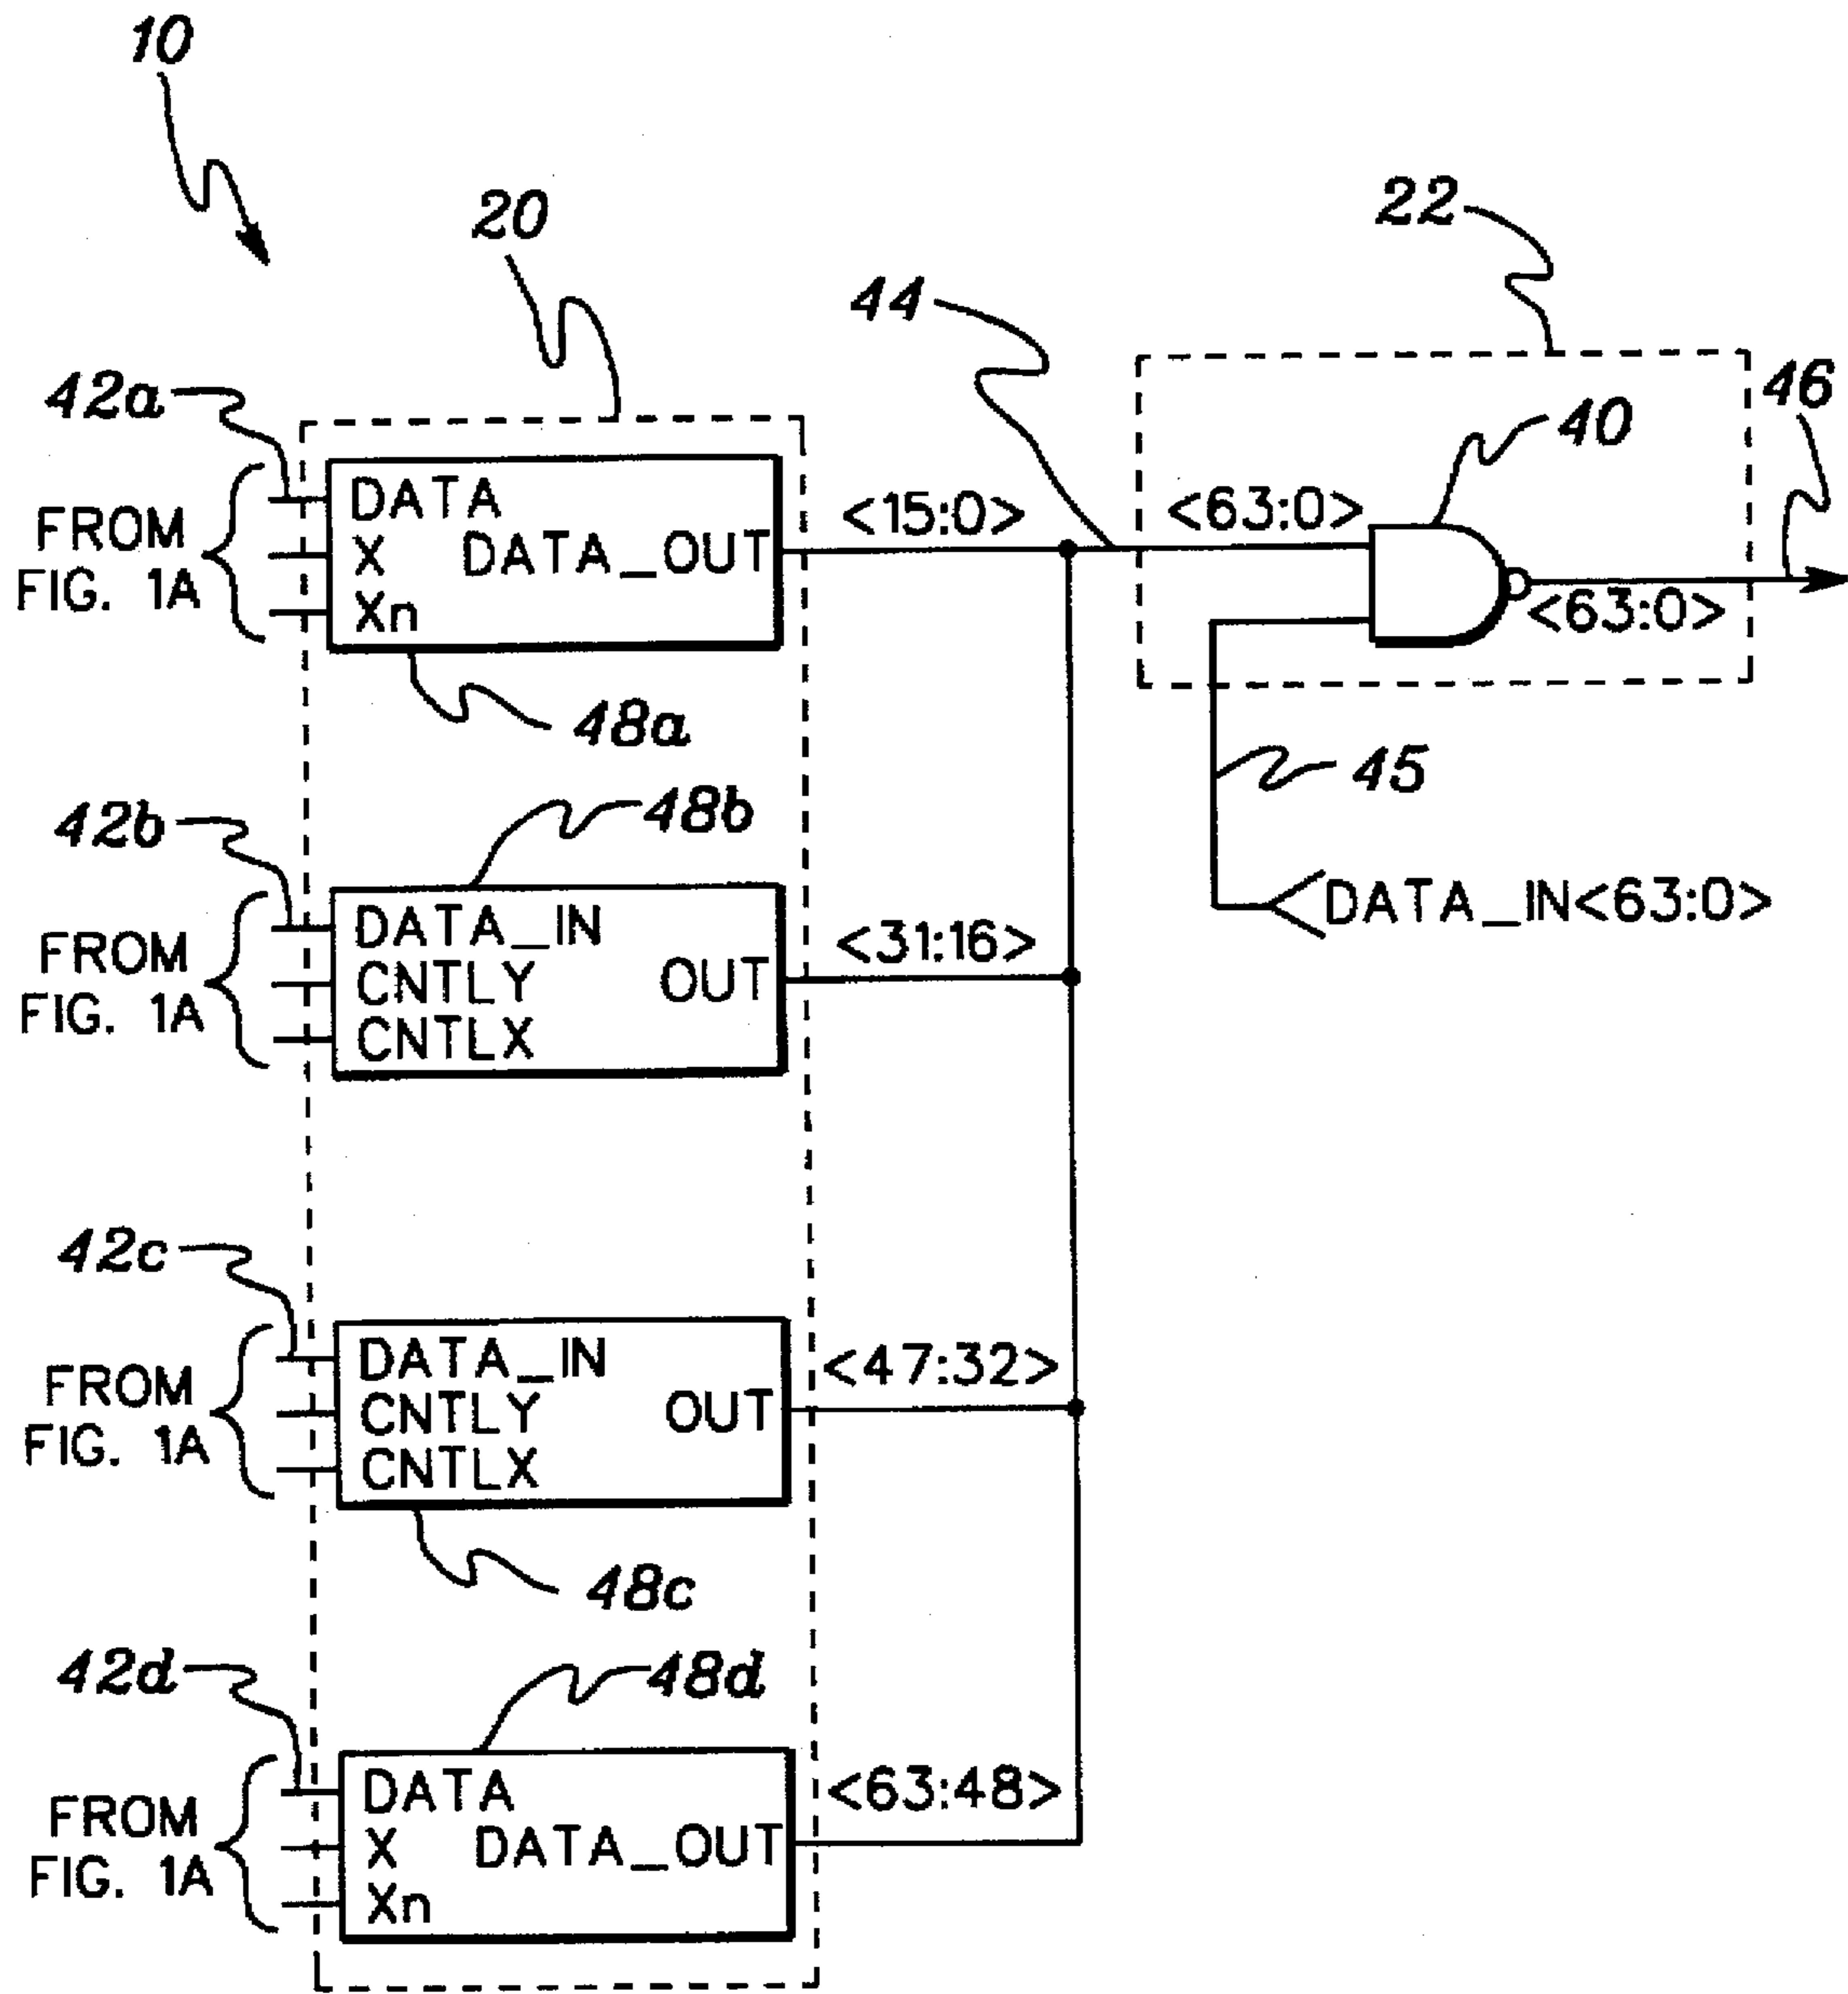 10
20
22
44
46
42a
40
FROM
FIG. 1A
DATA
X
Xn
DATA_OUT
<15:0>
<63:0>
<63:0>
48a
45
DATA_IN<63:0>
42b
48b
FROM
FIG. 1A
DATA_IN
CNTLY
CNTLX
OUT
<31:16>
42c
FROM
FIG. 1A
DATA_IN
CNTLY
CNTLX
OUT
<47:32>
48c
42d
48d
FROM
FIG. 1A
DATA
X
Xn
DATA_OUT
<63:48>